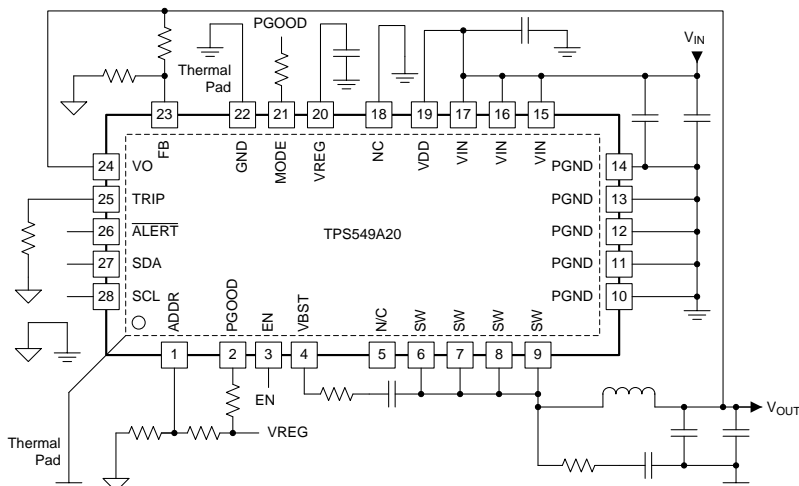 PGOOD
V_IN
Thermal
Pad
23 22 21 20 18 19 17 16 15
FB GND MODE VREG NC VDD VIN VIN VIN
24 VO
PGND 14
25 TRIP
PGND 13
26 ALERT
TPS549A20
PGND 12
27 SDA
PGND 11
28 SCL
PGND 10
ADDR PGOOD EN VBST N/C SW SW SW SW
1 2 3 4 5 6 7 8 9
EN
V_OUT
VREG
Thermal
Pad